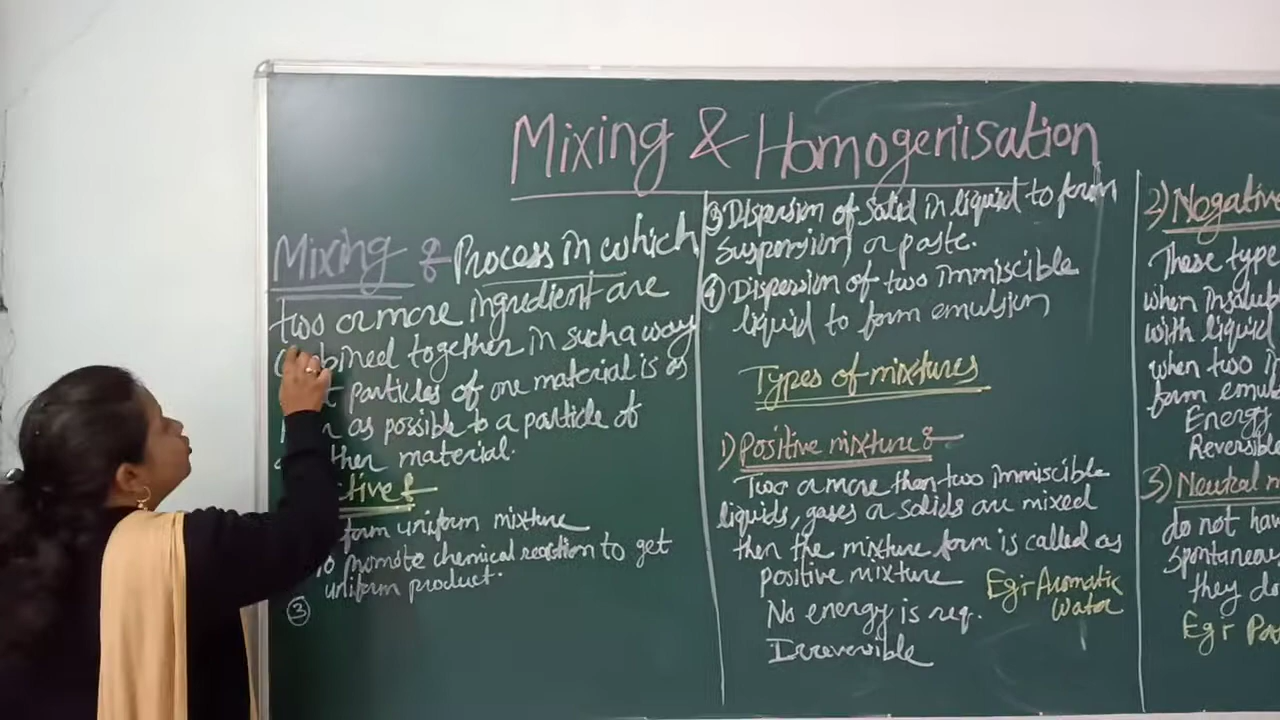 Mixing & Homogenisation
Mixing :- Process in which
two or more ingredient are
combined together in such a way
particles of one material is as
as possible to a particle of
ther material.
ctive :-
form uniform mixture
To promote chemical reaction to get
uniform product.
③
③ Dispersion of solid in liquid to form
suspension or paste.
④ Dispersion of two immiscible
liquid to form emulsion
Types of mixtures
1) Positive mixture :-
Two or more than two immiscible
liquids, gases or solids are mixed
then the mixture form is called as
positive mixture
No energy is req.
Irreversible
Eg:- Aromatic
Water
2) Negative
These type
when insolub
with liquid
when two i
form emul
Energy
Reversible
3) Neutral m
do not hav
spontaneous
they do
Eg:- Pas